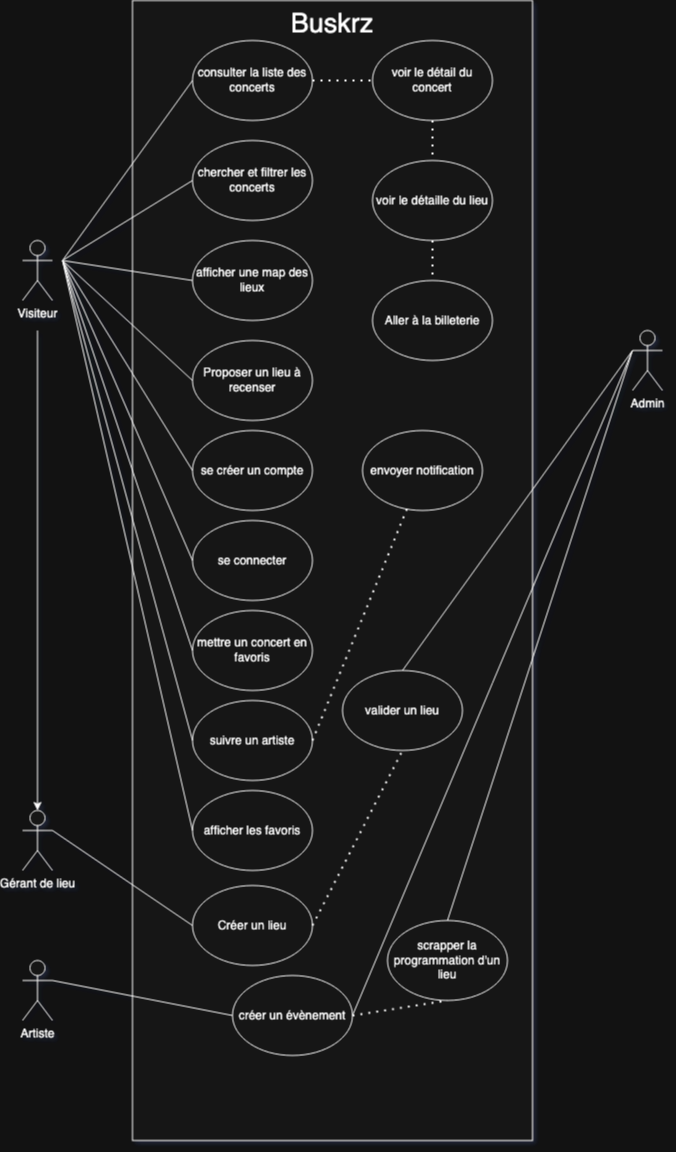 Buskrz
consulter la liste des
concerts
voir le détail du
concert
chercher et filtrer les
concerts
voir le détaille du lieu
afficher une map des
lieux
Visiteur
Aller à la billeterie
Proposer un lieu à
recenser
Admin
se créer un compte
envoyer notification
se connecter
mettre un concert en
favoris
valider un lieu
suivre un artiste
afficher les favoris
Gérant de lieu
Créer un lieu
scrapper la
programmation d'un
lieu
créer un évènement
Artiste